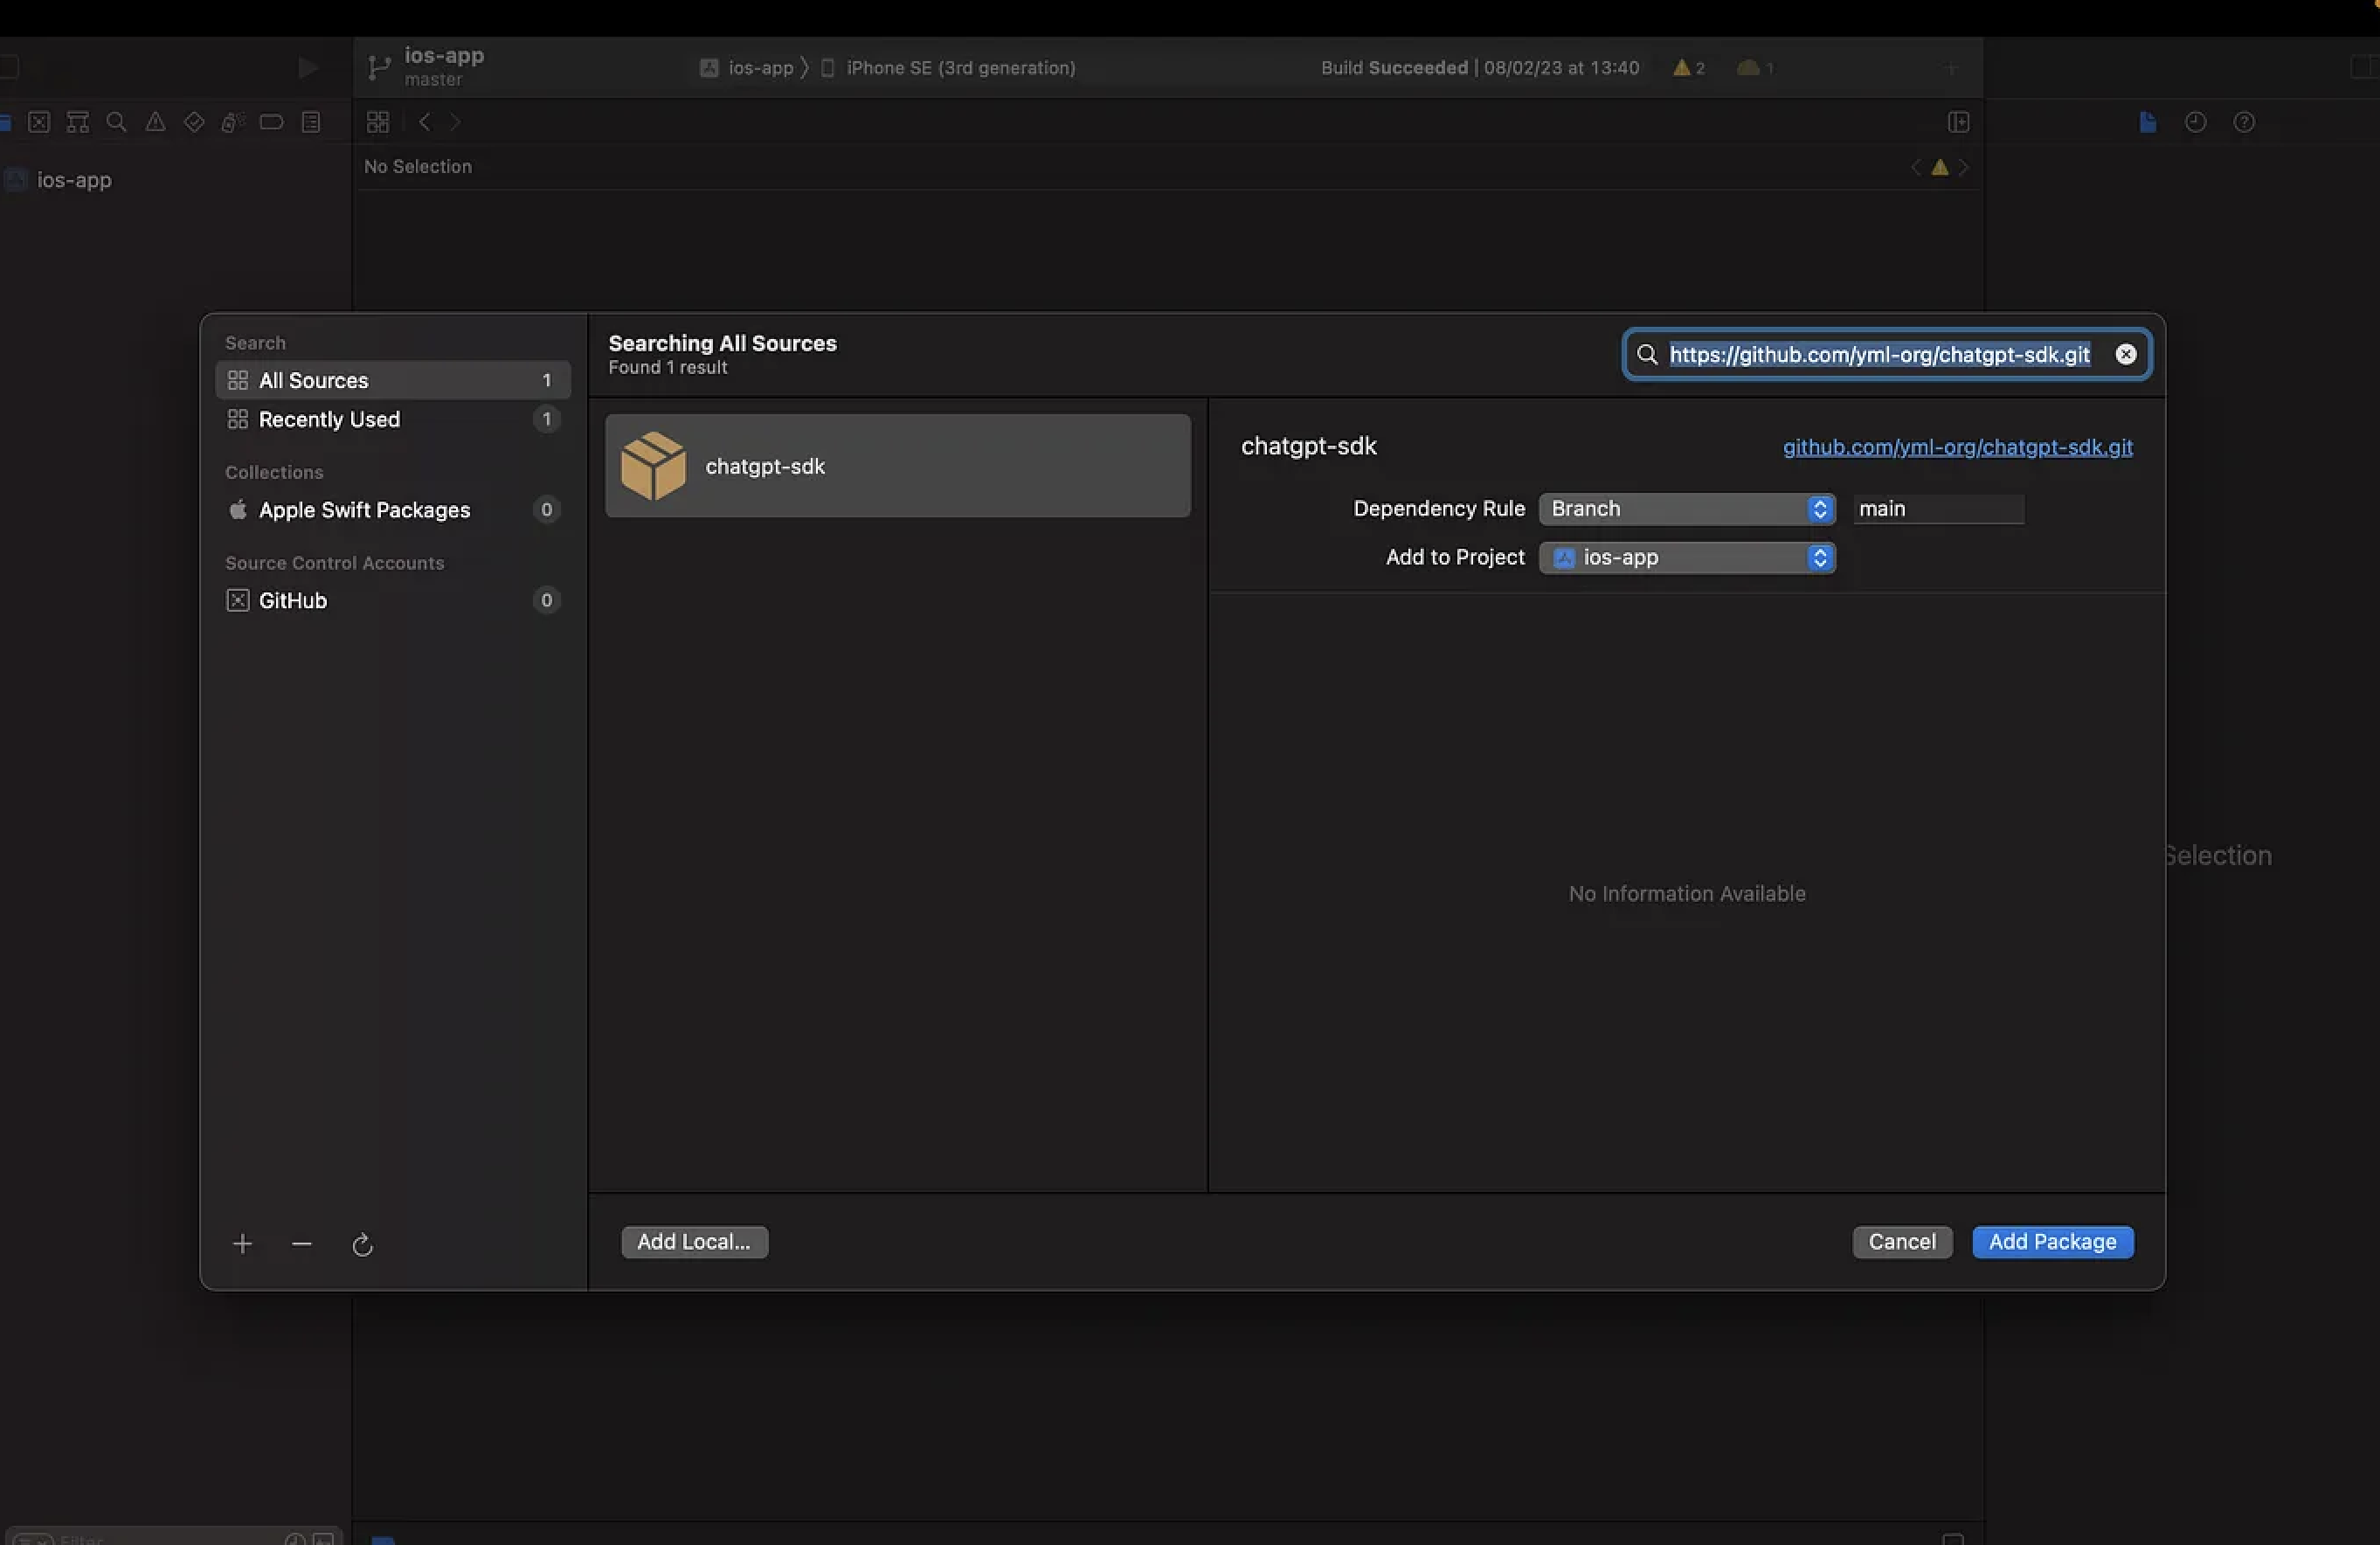 ios-app
master
ios-app
iPhone SE (3rd generation)
Build Succeeded | 08/02/23 at 13:40
2
1
No Selection
ios-app
Search
All Sources 1
Recently Used 1
Collections
Apple Swift Packages 0
Source Control Accounts
GitHub 0
Searching All Sources
Found 1 result
https://github.com/yml-org/chatgpt-sdk.git
chatgpt-sdk
chatgpt-sdk
github.com/yml-org/chatgpt-sdk.git
Dependency Rule Branch main
Add to Project ios-app
No Information Available
Selection
Add Local...
Cancel
Add Package
Filter